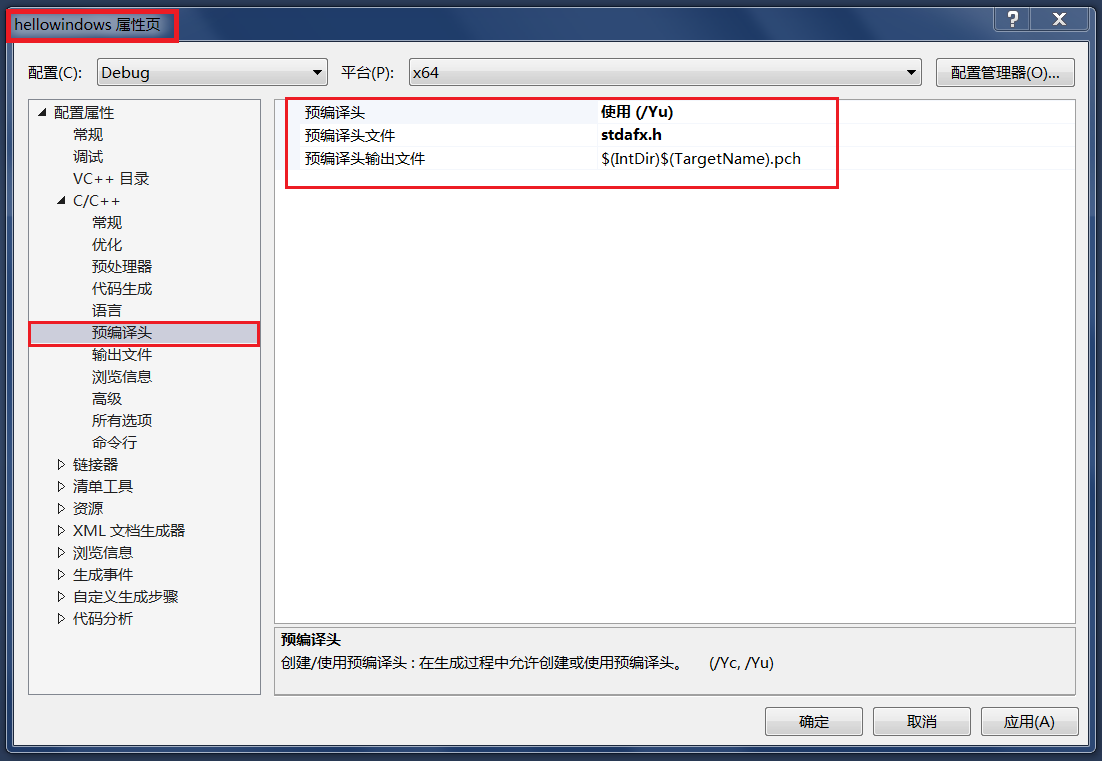 hellowindows 属性页
配置(C): Debug 平台(P): x64 配置管理器(O)...
配置属性
常规
调试
VC++ 目录
C/C++
常规
优化
预处理器
代码生成
语言
预编译头
输出文件
浏览信息
高级
所有选项
命令行
链接器
清单工具
资源
XML 文档生成器
浏览信息
生成事件
自定义生成步骤
代码分析
预编译头 使用 (/Yu)
预编译头文件 stdafx.h
预编译头输出文件 $(IntDir)$(TargetName).pch
预编译头
创建/使用预编译头 : 在生成过程中允许创建或使用预编译头。 (/Yc, /Yu)
确定 取消 应用(A)